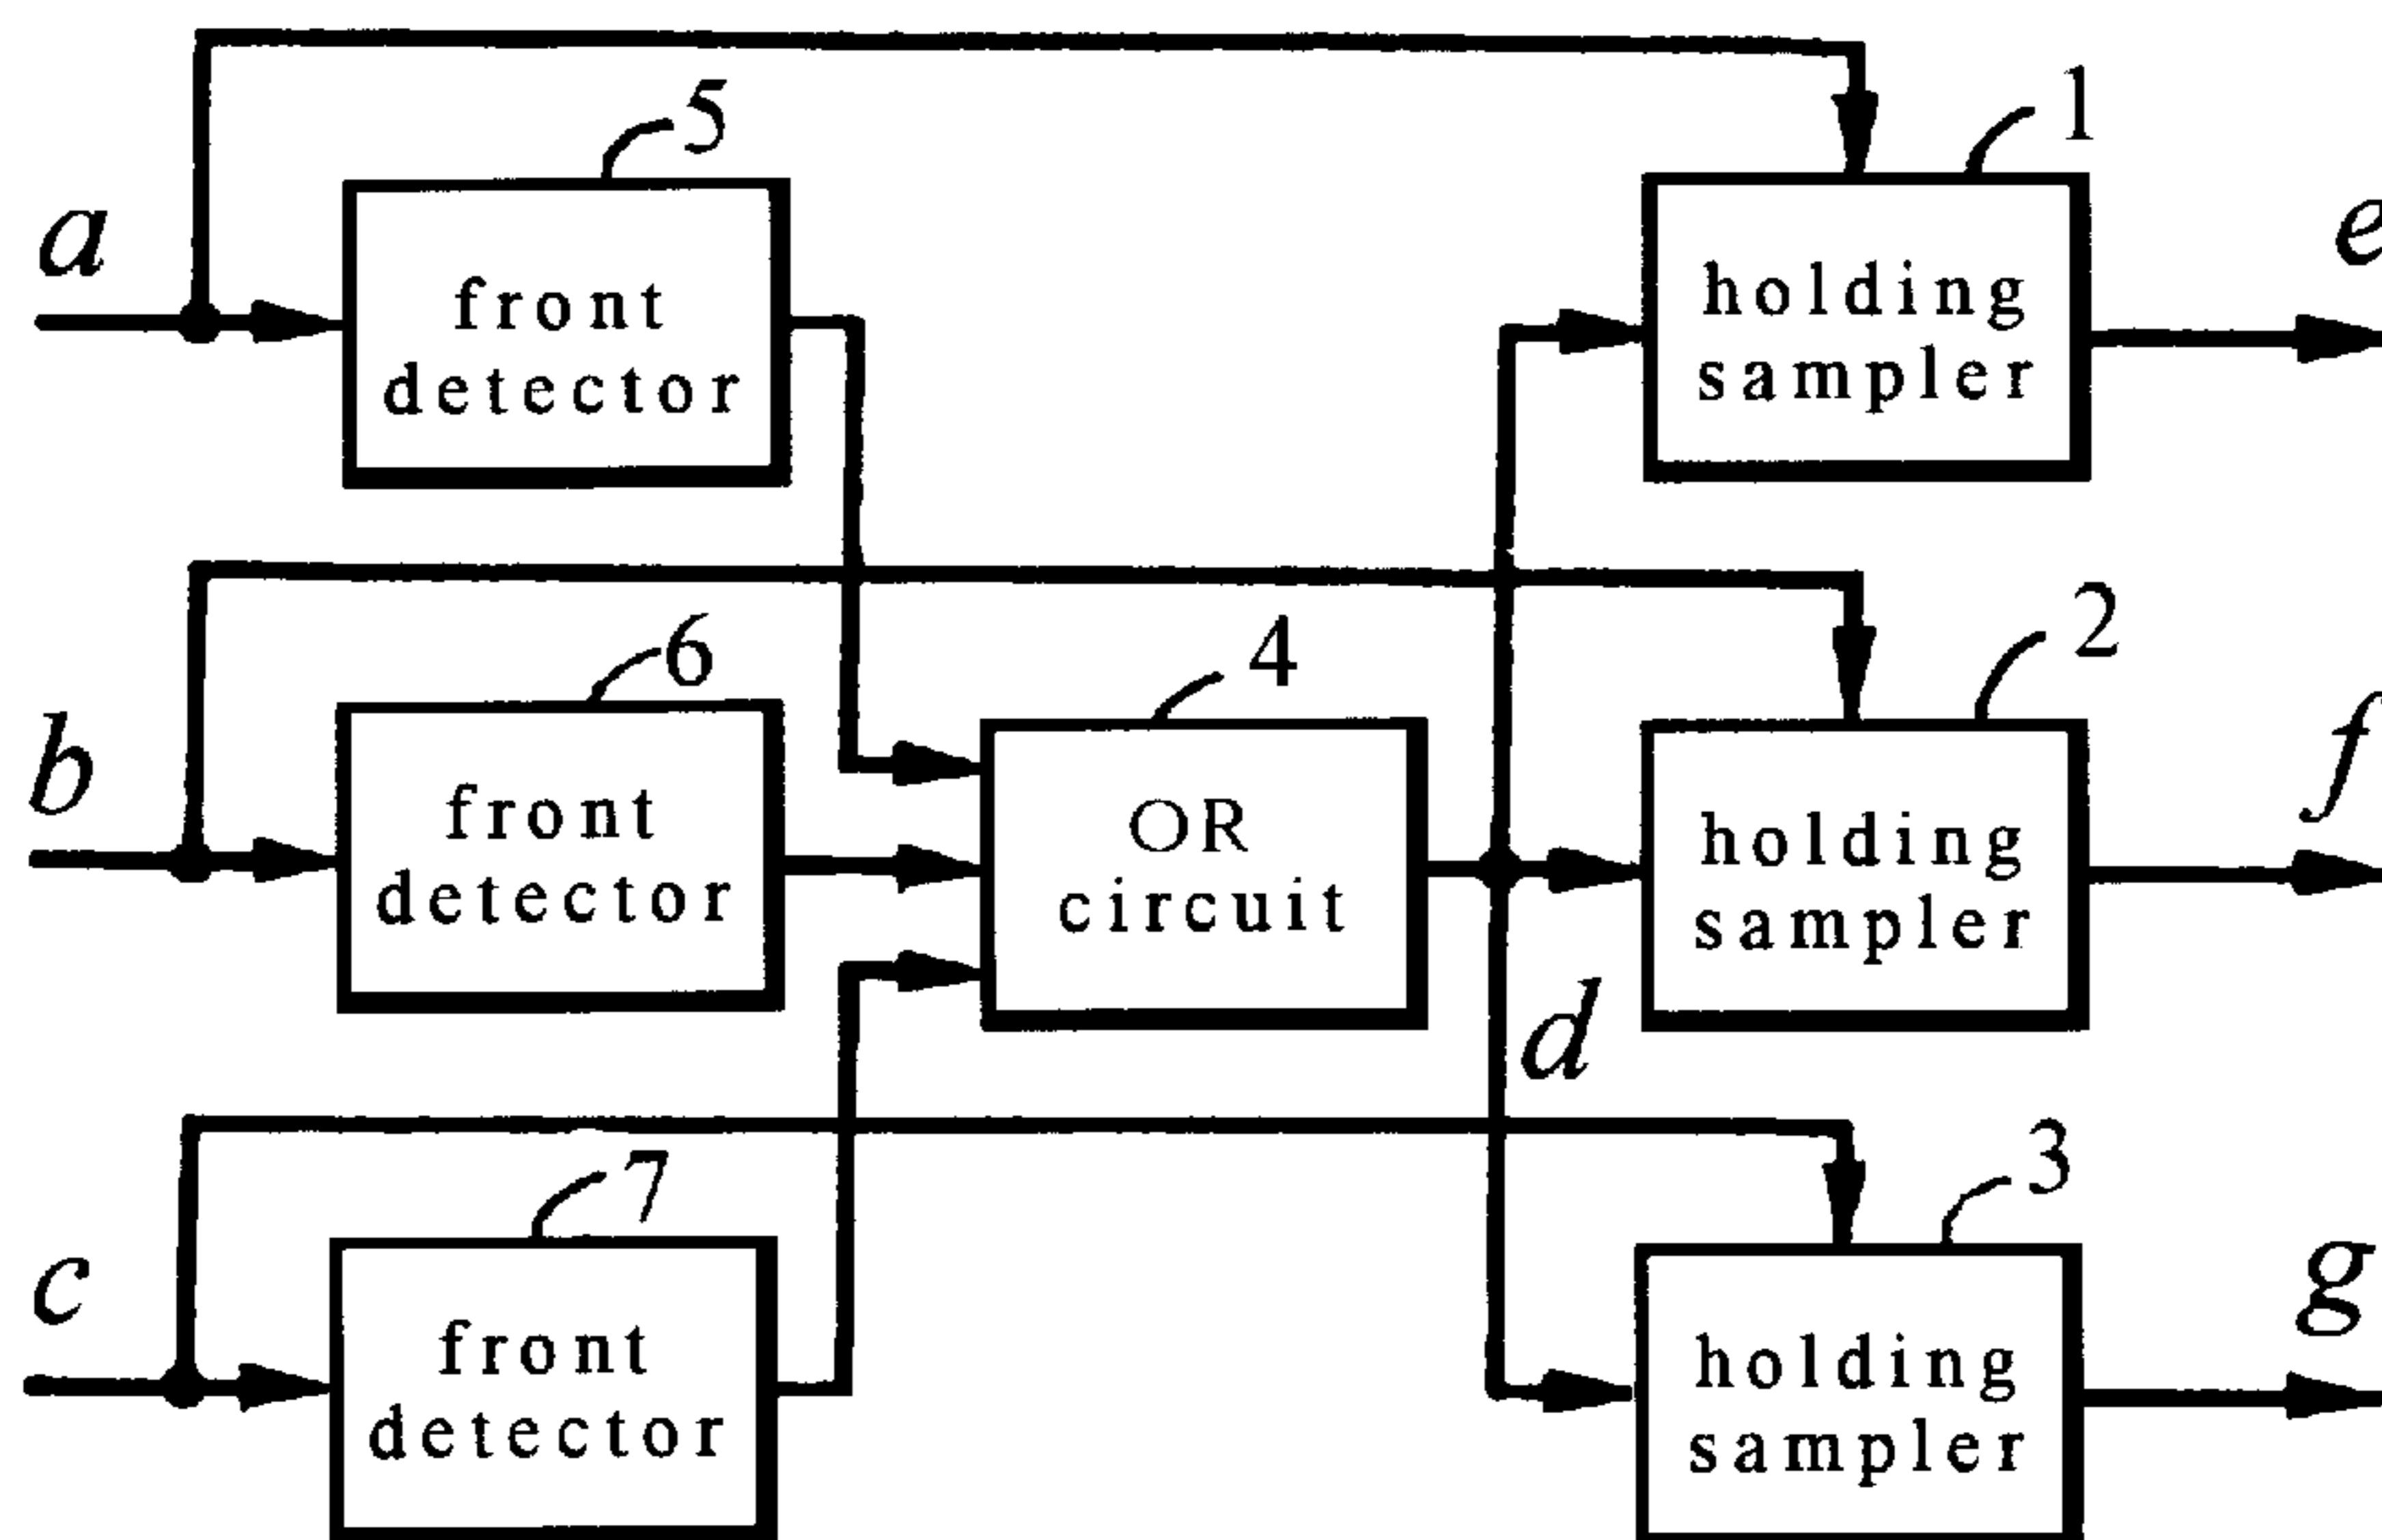 5
1
a
front
detector
holding
sampler
e
6
4
2
b
front
detector
OR
circuit
holding
sampler
f
d
7
3
c
front
detector
holding
sampler
g